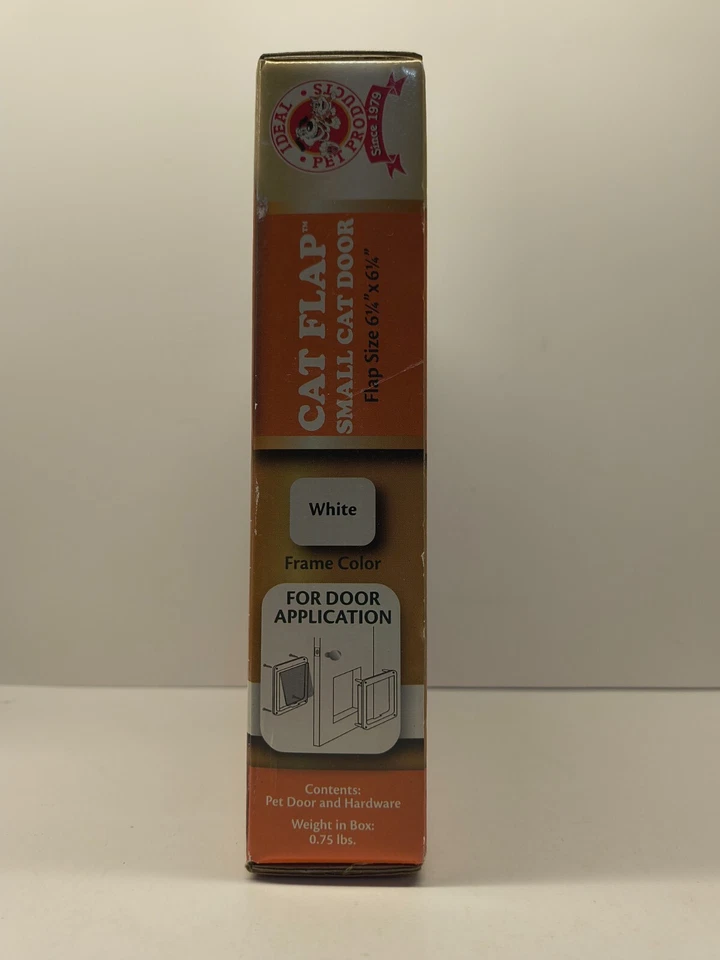 IDEAL • PET PRODUCTS •
Since 1979
CAT FLAP™
SMALL CAT DOOR
Flap Size 6¼" x 6¼"
White
Frame Color
FOR DOOR
APPLICATION
Contents:
Pet Door and Hardware
Weight in Box:
0.75 lbs.